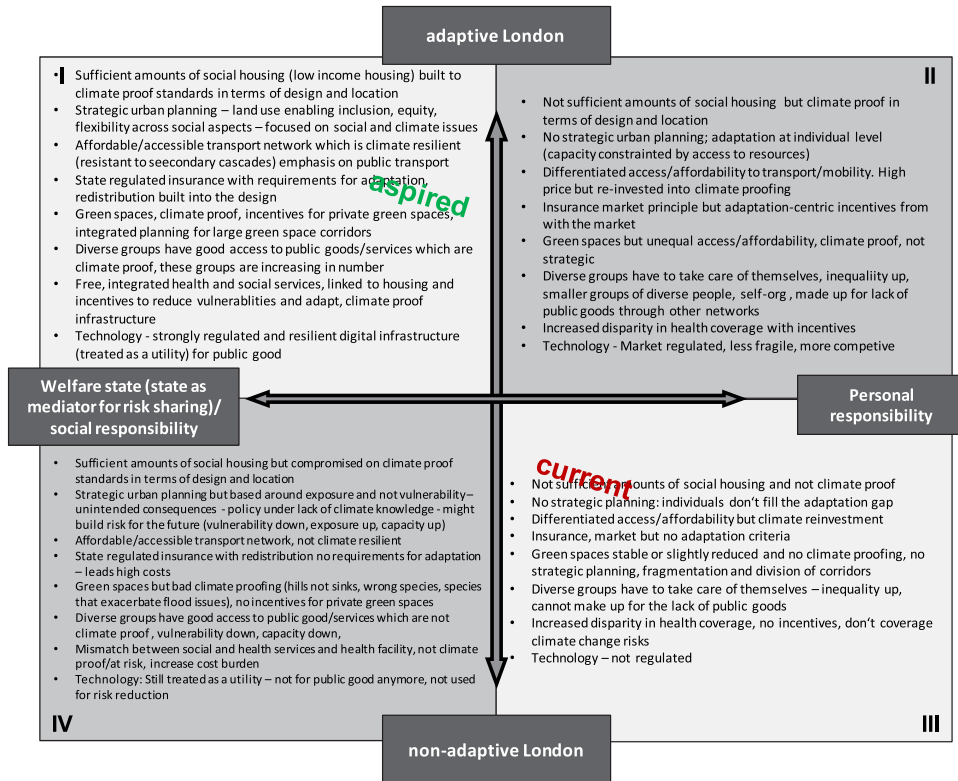 adaptive London
I
• Sufficient amounts of social housing (low income housing) built to
climate proof standards in terms of design and location
• Strategic urban planning – land use enabling inclusion, equity,
flexibility across social aspects – focused on social and climate issues
• Affordable/accessible transport network which is climate resilient
(resistant to seecondary cascades) emphasis on public transport
• State regulated insurance with requirements for adaptation,
redistribution built into the design
• Green spaces, climate proof, incentives for private green spaces,
integrated planning for large green space corridors
• Diverse groups have good access to public goods/services which are
climate proof, these groups are increasing in number
• Free, integrated health and social services, linked to housing and
incentives to reduce vulnerablities and adapt, climate proof
infrastructure
• Technology - strongly regulated and resilient digital infrastructure
(treated as a utility) for public good
aspired
II
• Not sufficient amounts of social housing but climate proof in
terms of design and location
• No strategic urban planning; adaptation at individual level
(capacity constrainted by access to resources)
• Differentiated access/affordability to transport/mobility. High
price but re-invested into climate proofing
• Insurance market principle but adaptation-centric incentives from
with the market
• Green spaces but unequal access/affordability, climate proof, not
strategic
• Diverse groups have to take care of themselves, inequaliity up,
smaller groups of diverse people, self-org , made up for lack of
public goods through other networks
• Increased disparity in health coverage with incentives
• Technology - Market regulated, less fragile, more competive
Welfare state (state as
mediator for risk sharing)/
social responsibility
Personal
responsibility
• Sufficient amounts of social housing but compromised on climate proof
standards in terms of design and location
• Strategic urban planning but based around exposure and not vulnerability–
unintended consequences - policy under lack of climate knowledge - might
build risk for the future (vulnerability down, exposure up, capacity up)
• Affordable/accessible transport network, not climate resilient
• State regulated insurance with redistribution no requirements for adaptation
– leads high costs
• Green spaces but bad climate proofing (hills not sinks, wrong species, species
that exacerbate flood issues), no incentives for private green spaces
• Diverse groups have good access to public good/services which are not
climate proof , vulnerability down, capacity down,
• Mismatch between social and health services and health facility, not climate
proof/at risk, increase cost burden
• Technology: Still treated as a utility – not for public good anymore, not used
for risk reduction
IV
current
• Not sufficient amounts of social housing and not climate proof
• No strategic planning: individuals don‘t fill the adaptation gap
• Differentiated access/affordability but climate reinvestment
• Insurance, market but no adaptation criteria
• Green spaces stable or slightly reduced and no climate proofing, no
strategic planning, fragmentation and division of corridors
• Diverse groups have to take care of themselves – inequality up,
cannot make up for the lack of public goods
• Increased disparity in health coverage, no incentives, don‘t coverage
climate change risks
• Technology – not regulated
III
non-adaptive London